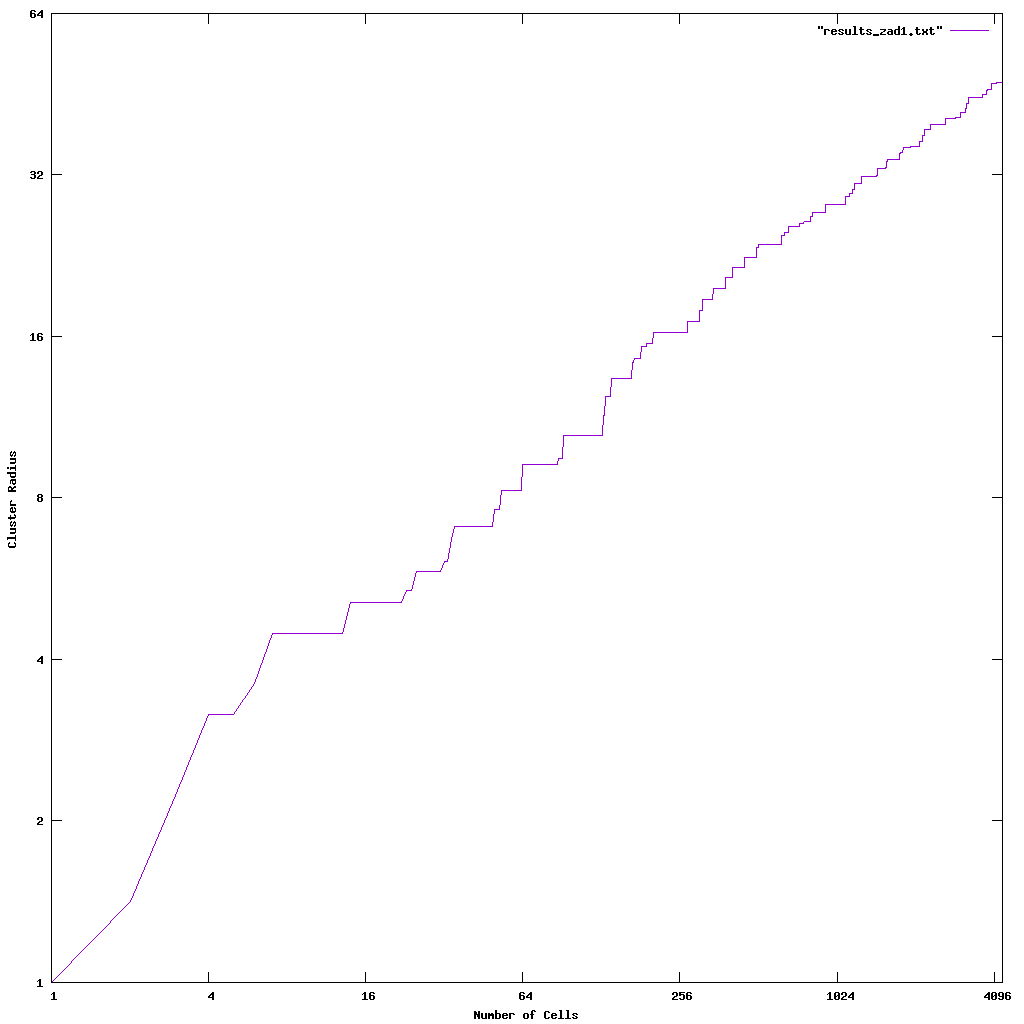 64
"results_zad1.txt"
32
16
Cluster Radius
8
4
2
1
1 4 16 64 256 1024 4096
Number of Cells